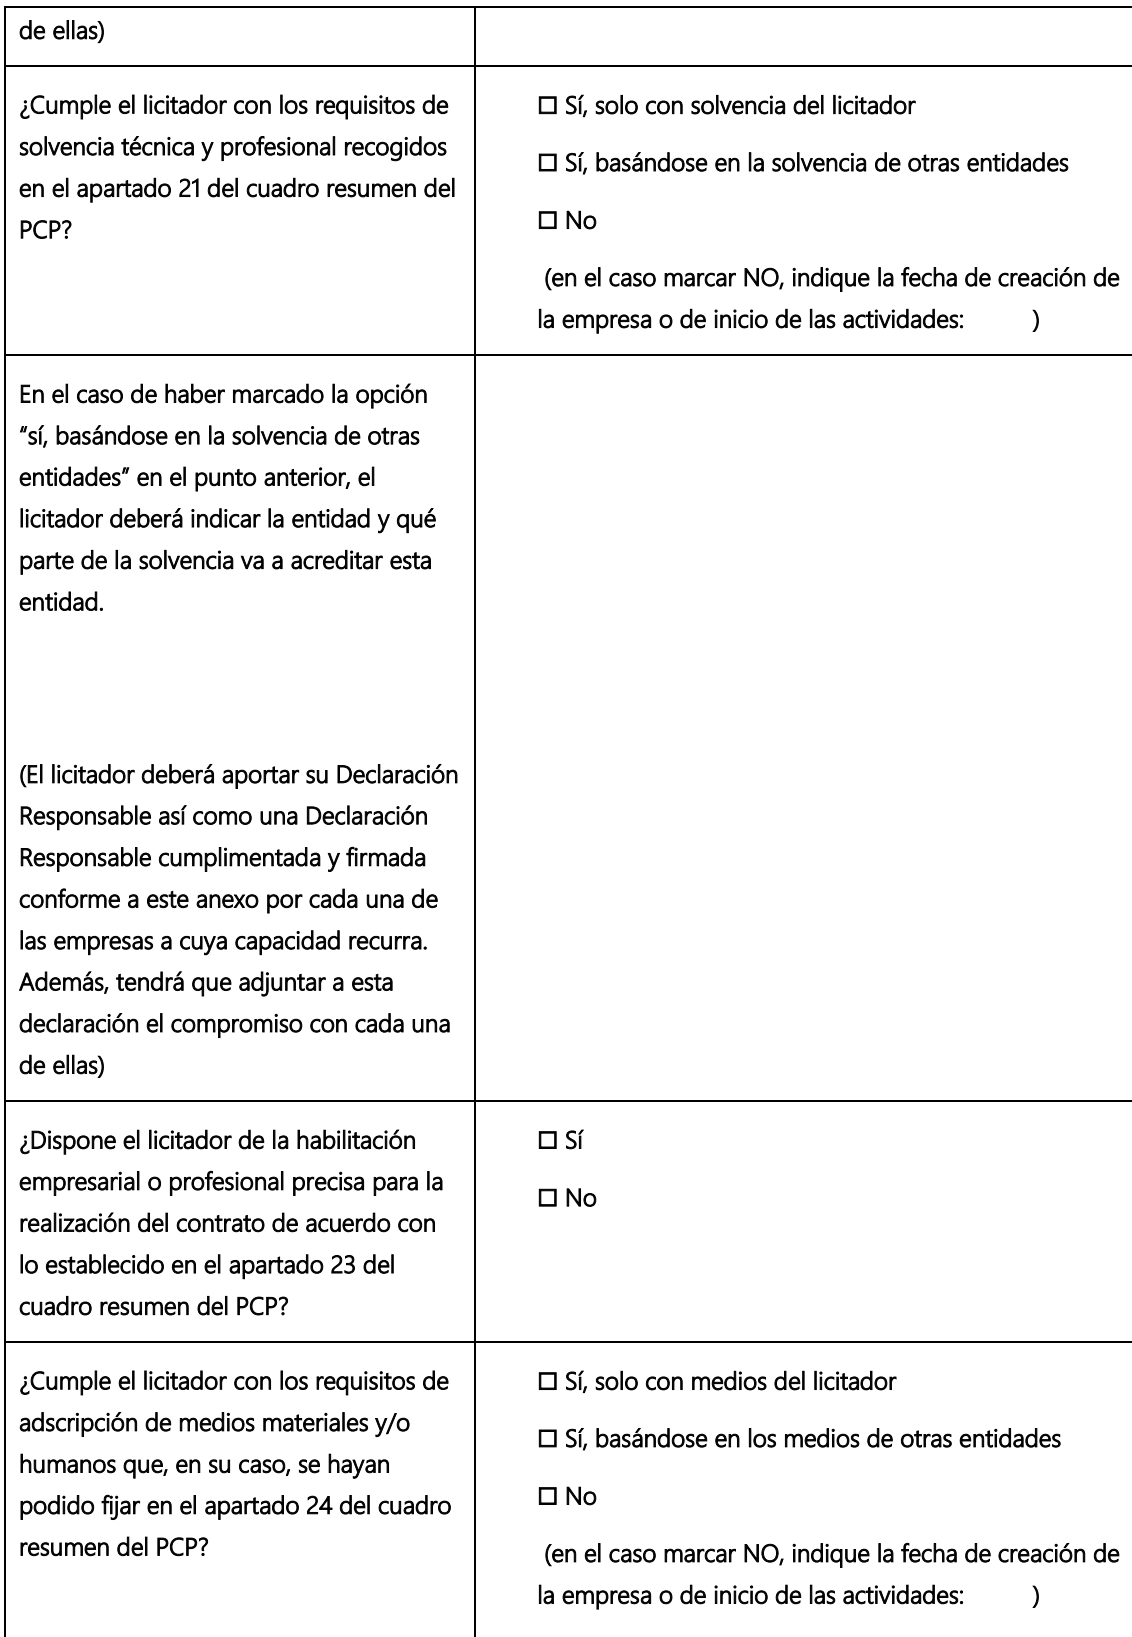 de ellas)
¿Cumple el licitador con los requisitos de
solvencia técnica y profesional recogidos
en el apartado 21 del cuadro resumen del
PCP?
☐ Sí, solo con solvencia del licitador
☐ Sí, basándose en la solvencia de otras entidades
☐ No
(en el caso marcar NO, indique la fecha de creación de
la empresa o de inicio de las actividades: )
En el caso de haber marcado la opción
“sí, basándose en la solvencia de otras
entidades” en el punto anterior, el
licitador deberá indicar la entidad y qué
parte de la solvencia va a acreditar esta
entidad.
(El licitador deberá aportar su Declaración
Responsable así como una Declaración
Responsable cumplimentada y firmada
conforme a este anexo por cada una de
las empresas a cuya capacidad recurra.
Además, tendrá que adjuntar a esta
declaración el compromiso con cada una
de ellas)
¿Dispone el licitador de la habilitación
empresarial o profesional precisa para la
realización del contrato de acuerdo con
lo establecido en el apartado 23 del
cuadro resumen del PCP?
☐ Sí
☐ No
¿Cumple el licitador con los requisitos de
adscripción de medios materiales y/o
humanos que, en su caso, se hayan
podido fijar en el apartado 24 del cuadro
resumen del PCP?
☐ Sí, solo con medios del licitador
☐ Sí, basándose en los medios de otras entidades
☐ No
(en el caso marcar NO, indique la fecha de creación de
la empresa o de inicio de las actividades: )